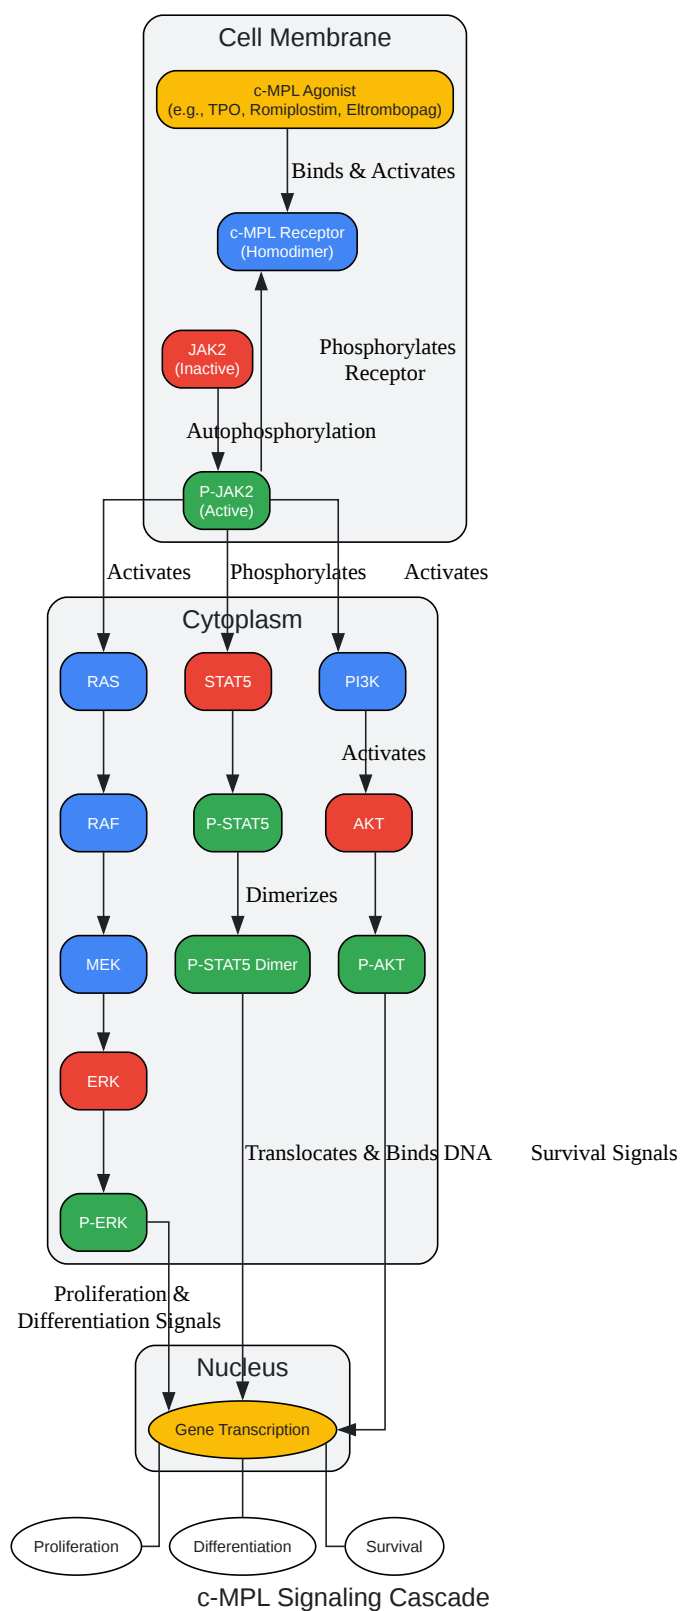 Cell Membrane
c-MPL Agonist
(e.g., TPO, Romiplostim, Eltrombopag)
Binds & Activates
c-MPL Receptor
(Homodimer)
JAK2
(Inactive)
Phosphorylates
Receptor
Autophosphorylation
P-JAK2
(Active)
Activates
Phosphorylates
Activates
Cytoplasm
RAS
STAT5
PI3K
Activates
RAF
P-STAT5
AKT
Dimerizes
MEK
P-STAT5 Dimer
P-AKT
ERK
Translocates & Binds DNA
Survival Signals
P-ERK
Proliferation &
Differentiation Signals
Nucleus
Gene Transcription
Proliferation
Differentiation
Survival
c-MPL Signaling Cascade